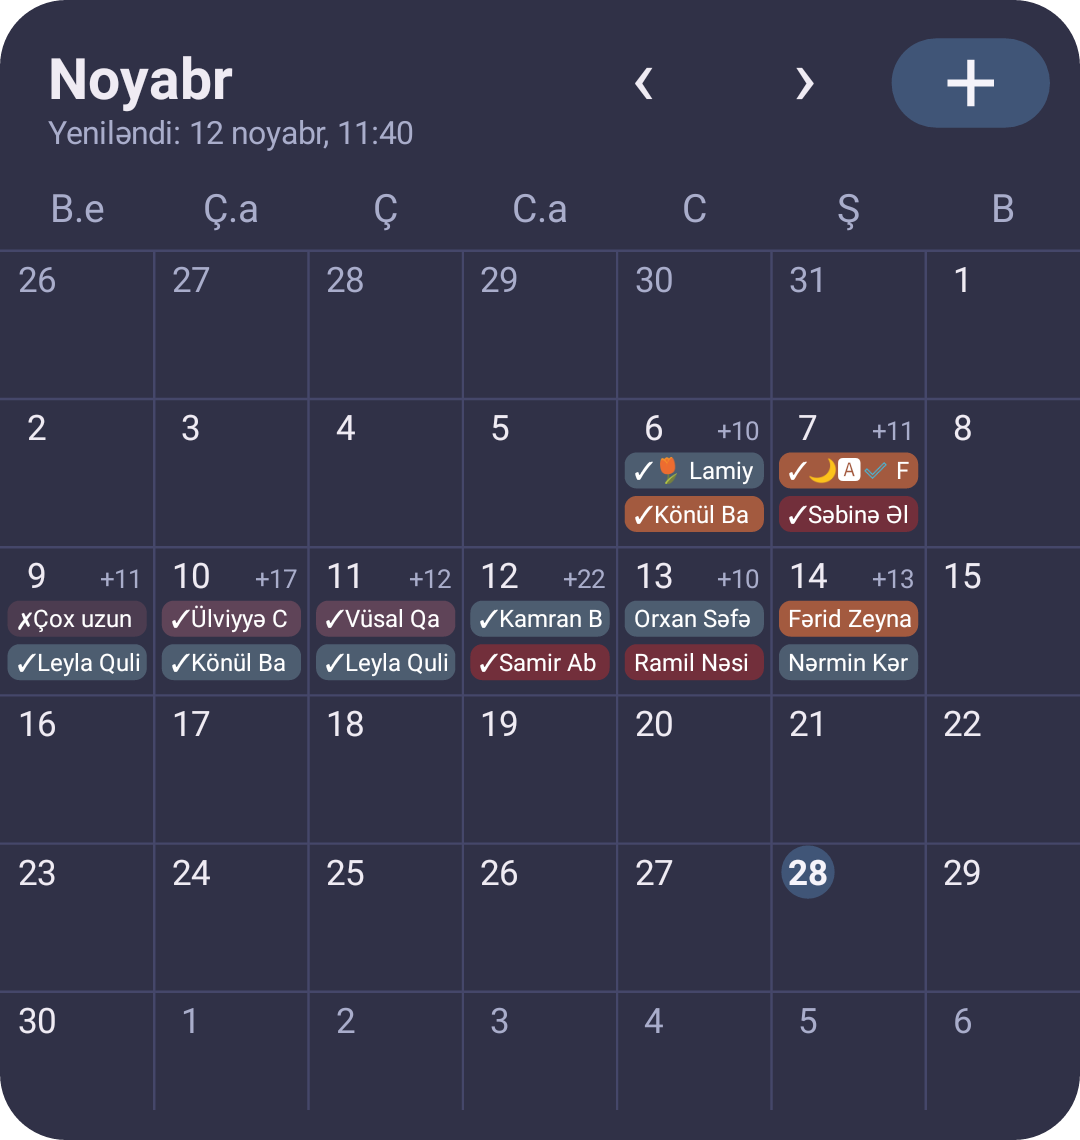 Noyabr ‹ › +
Yeniləndi: 12 noyabr, 11:40
B.e Ç.a Ç C.a C Ş B
26 27 28 29 30 31 1
2 3 4 5 6 +10 7 +11 8
✓🌷 Lamiy ✓🌙🅰✓ F
✓Könül Ba ✓Səbinə Əl
9 +11 10 +17 11 +12 12 +22 13 +10 14 +13 15
✗Çox uzun ✓Ülviyyə C ✓Vüsal Qa ✓Kamran B Orxan Səfə Fərid Zeyna
✓Leyla Quli ✓Könül Ba ✓Leyla Quli ✓Samir Ab Ramil Nəsi Nərmin Kər
16 17 18 19 20 21 22
23 24 25 26 27 28 29
30 1 2 3 4 5 6